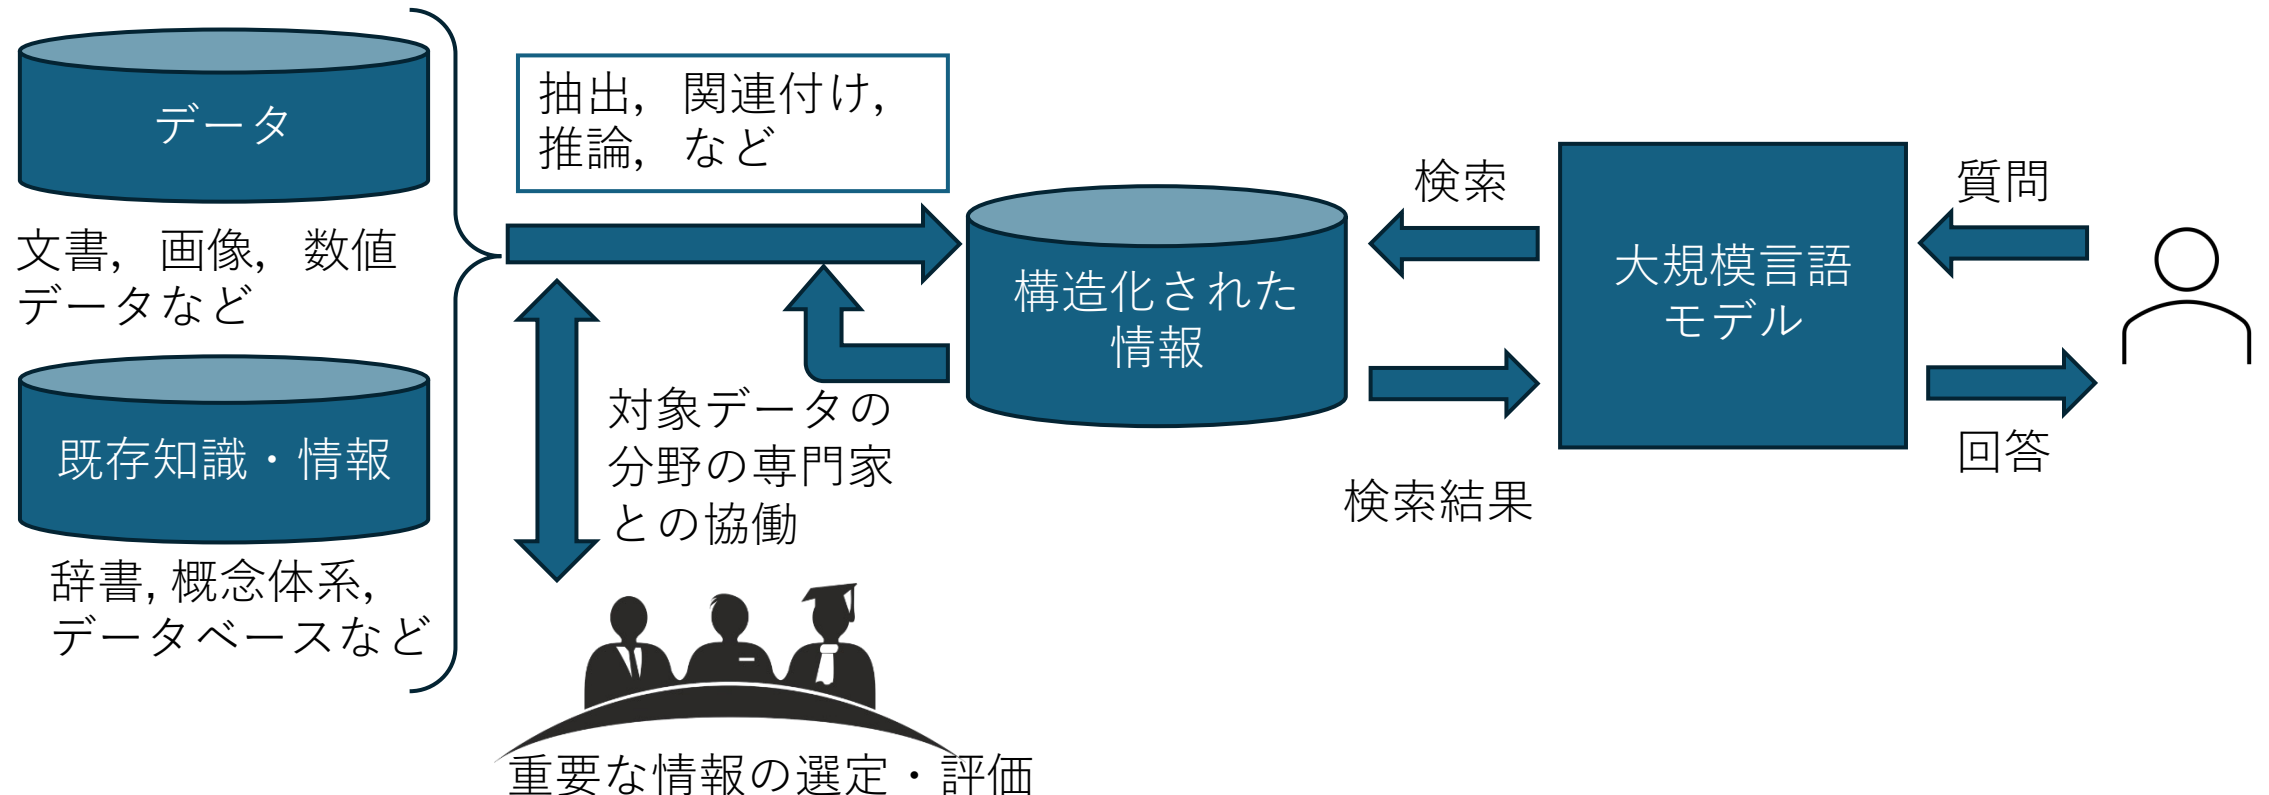 データ
文書, 画像, 数値
データなど
既存知識・情報
辞書, 概念体系,
データベースなど
抽出, 関連付け,
推論, など
対象データの
分野の専門家
との協働
重要な情報の選定・評価
構造化された
情報
検索
検索結果
大規模言語
モデル
質問
回答